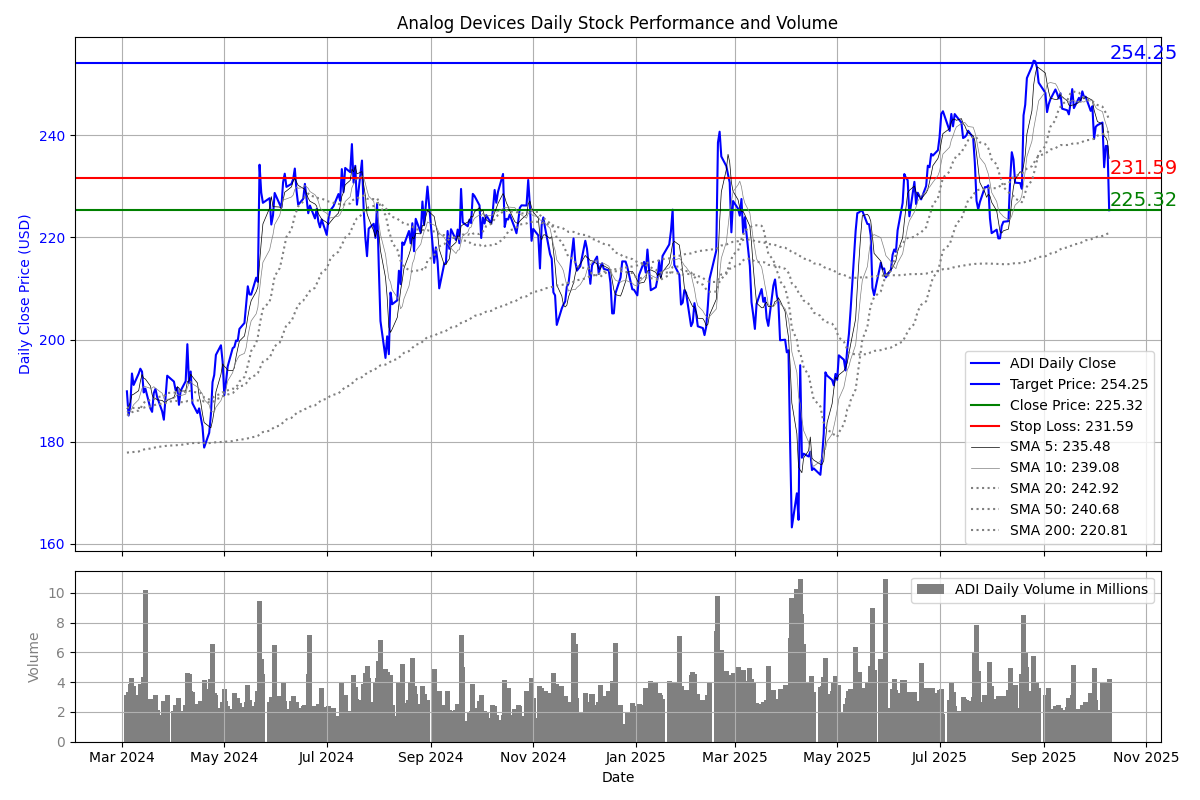 Analog Devices Daily Stock Performance and Volume
254.25
240
231.59
225.32
220
200
180
160
Daily Close Price (USD)
ADI Daily Close
Target Price: 254.25
Close Price: 225.32
Stop Loss: 231.59
SMA 5: 235.48
SMA 10: 239.08
SMA 20: 242.92
SMA 50: 240.68
SMA 200: 220.81
ADI Daily Volume in Millions
10
8
6
4
2
0
Volume
Mar 2024 May 2024 Jul 2024 Sep 2024 Nov 2024 Jan 2025 Mar 2025 May 2025 Jul 2025 Sep 2025 Nov 2025
Date